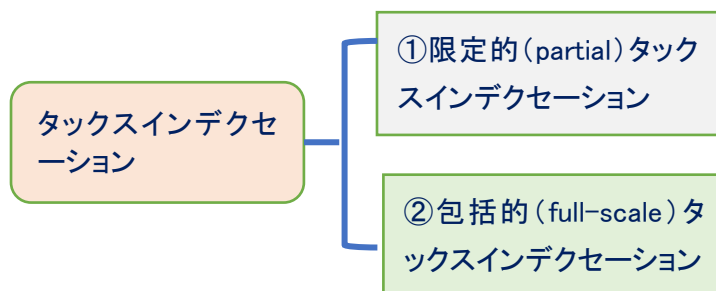 ①限定的（partial）タック
スインデクセーション
タックスインデクセ
ーション
②包括的（full-scale）タ
ックスインデクセーション